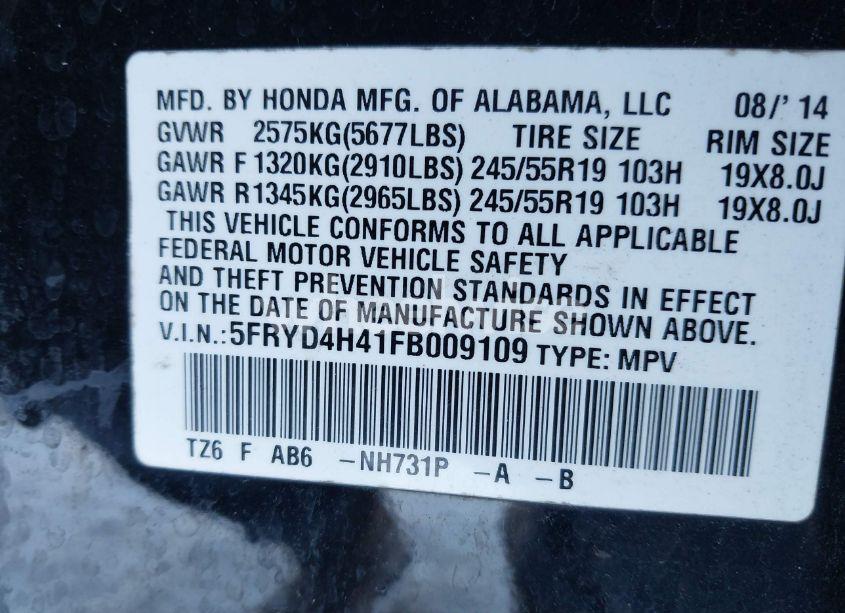 MFD. BY HONDA MFG. OF ALABAMA, LLC 08/' 14
GVWR 2575KG(5677LBS) TIRE SIZE RIM SIZE
GAWR F 1320KG(2910LBS) 245/55R19 103H 19X8.0J
GAWR R1345KG(2965LBS) 245/55R19 103H 19X8.0J
THIS VEHICLE CONFORMS TO ALL APPLICABLE
FEDERAL MOTOR VEHICLE SAFETY
AND THEFT PREVENTION STANDARDS IN EFFECT
ON THE DATE OF MANUFACTURE SHOWN ABOVE.
V.I.N.:5FRYD4H41FB009109 TYPE: MPV
TZ6 F AB6 -NH731P -A -B